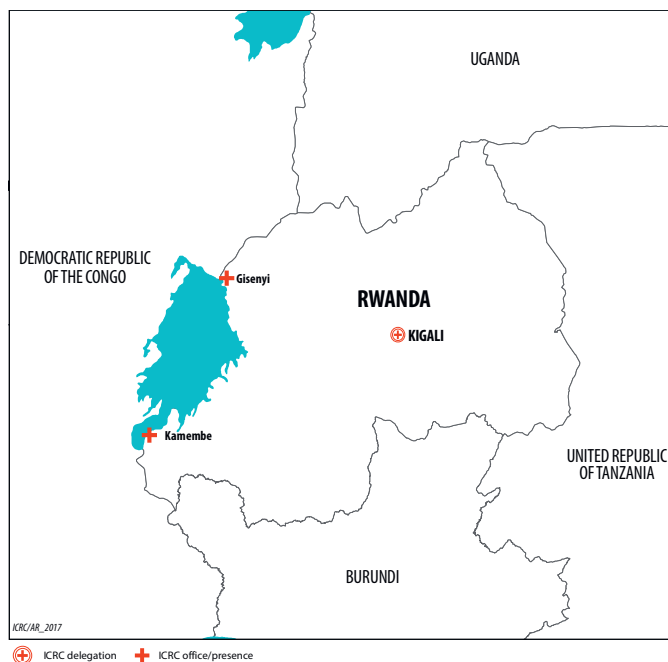 UGANDA
DEMOCRATIC REPUBLIC
OF THE CONGO
Gisenyi
RWANDA
KIGALI
Kamembe
UNITED REPUBLIC
OF TANZANIA
BURUNDI
ICRC/AR_2017
ICRC delegation
ICRC office/presence